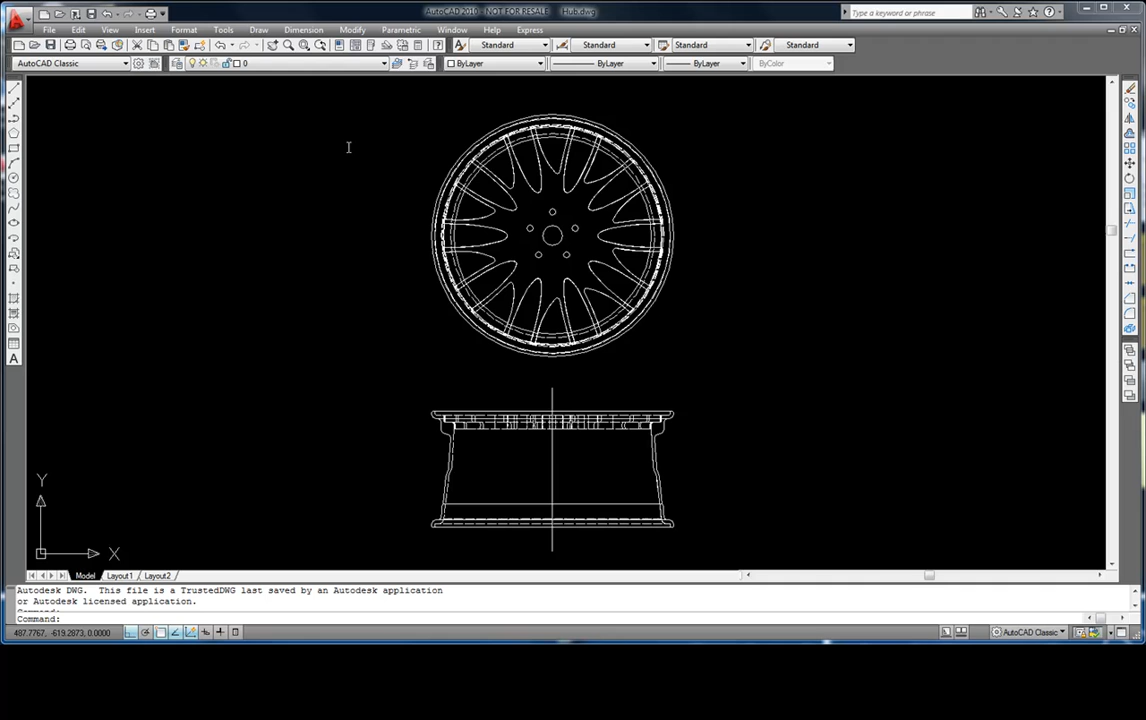 AutoCAD 2010 - NOT FOR RESALE Hub.dwg
Type a keyword or phrase
File Edit View Insert Format Tools Draw Dimension Modify Parametric Window Help Express
Standard Standard Standard Standard
AutoCAD Classic 0 ByLayer ByLayer ByLayer ByColor
A
Y
X
Model Layout1 Layout2
Autodesk DWG. This file is a TrustedDWG last saved by an Autodesk application
or Autodesk licensed application.
Command:
Command:
487.7767, -619.2873, 0.0000 AutoCAD Classic